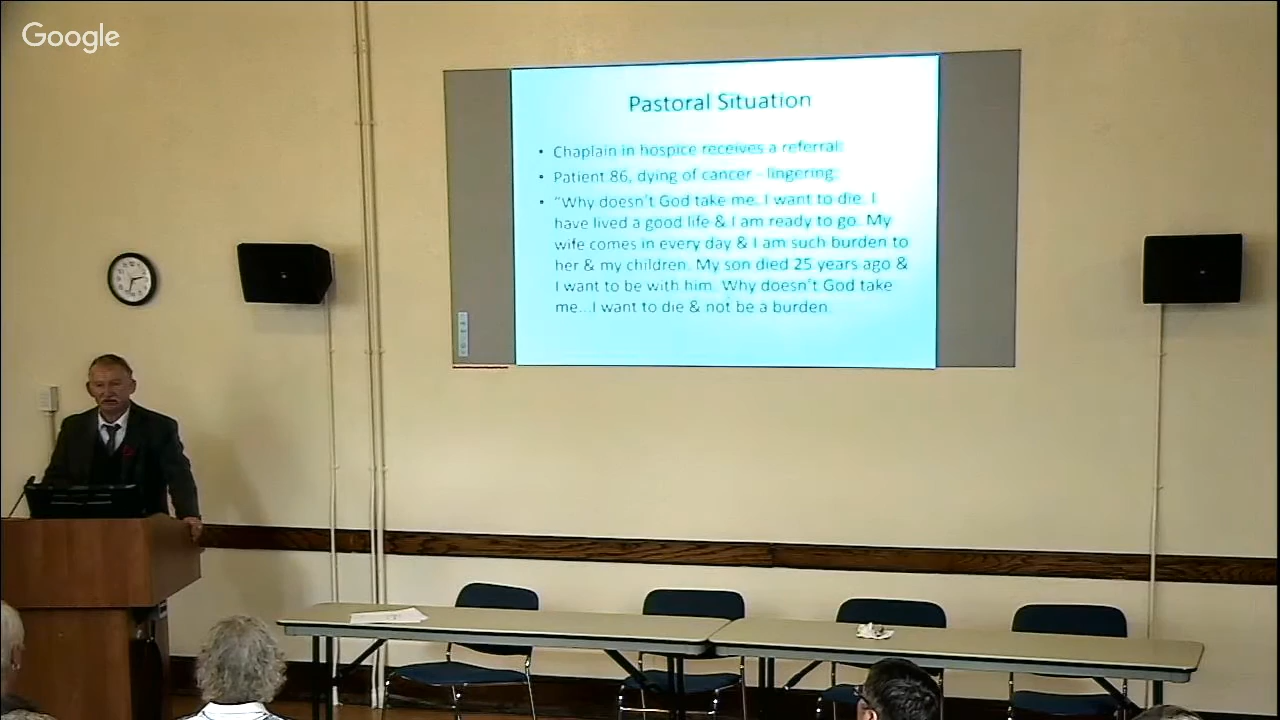 Google
Pastoral Situation
• Chaplain in hospice receives a referral:
• Patient 86, dying of cancer – lingering:
• "Why doesn't God take me. I want to die. I
have lived a good life & I am ready to go. My
wife comes in every day & I am such burden to
her & my children. My son died 25 years ago &
I want to be with him. Why doesn't God take
me...I want to die & not be a burden.